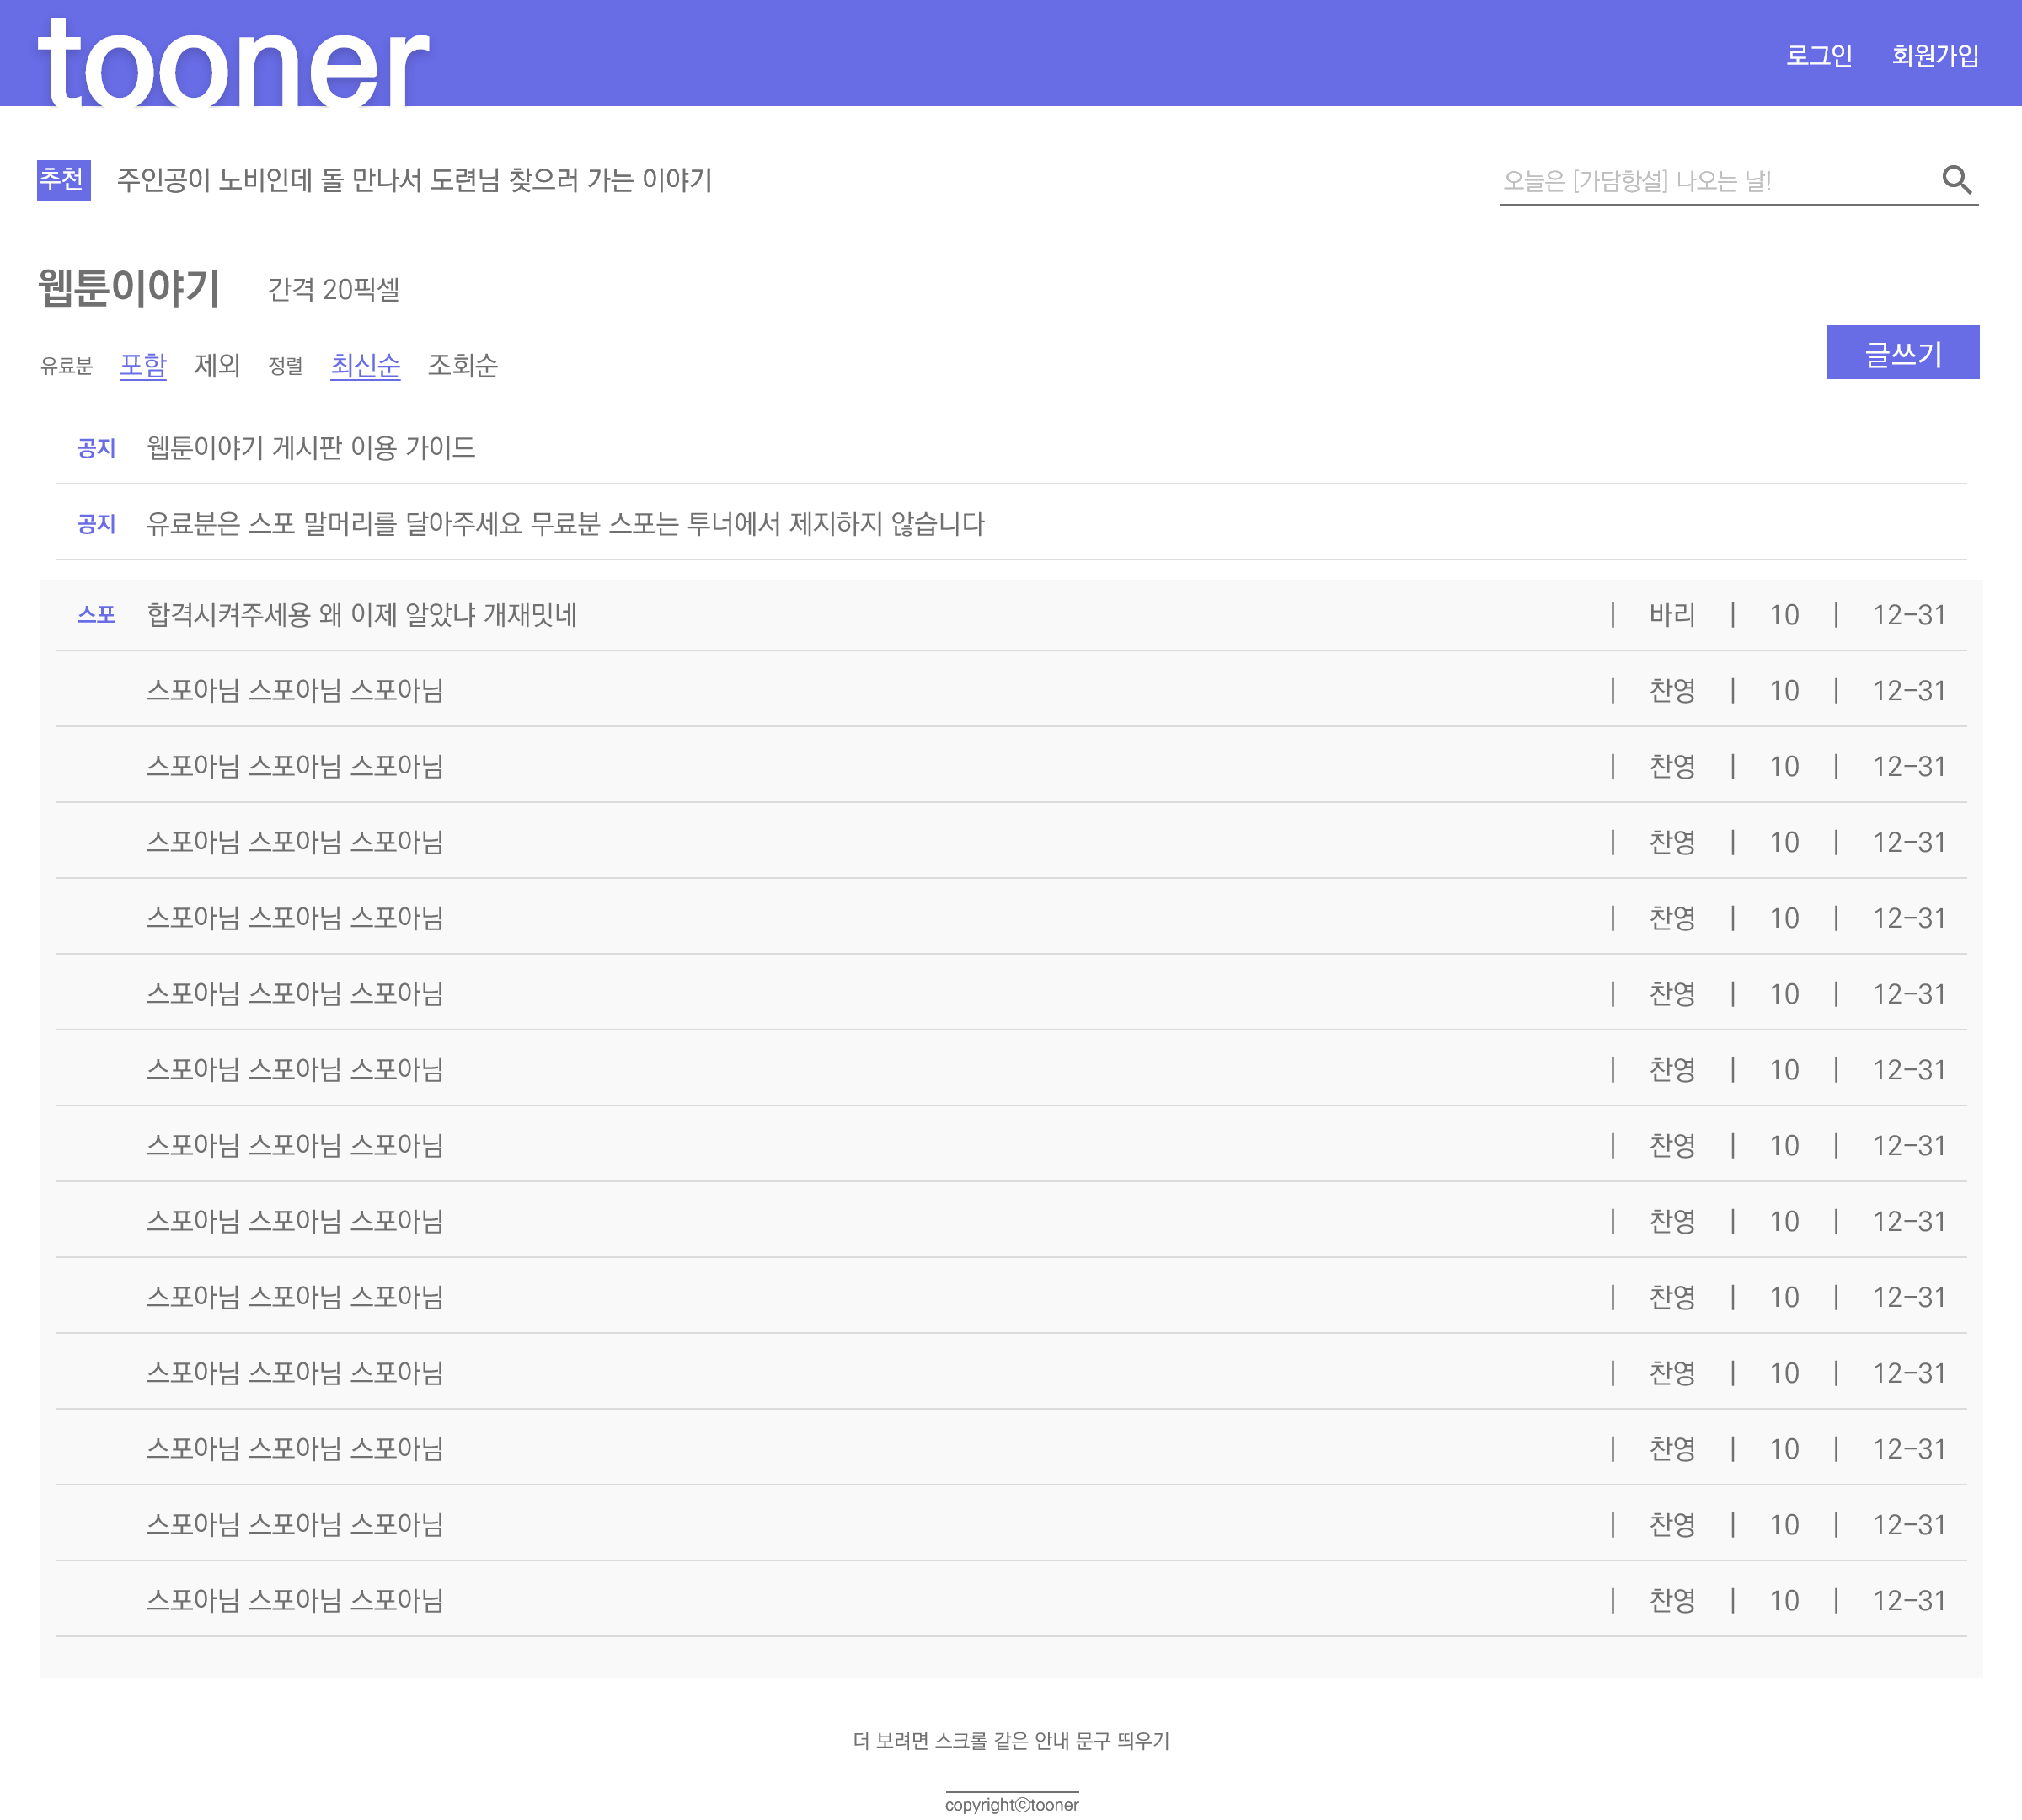 tooner
로그인 회원가입
추천 주인공이 노비인데 돌 만나서 도련님 찾으러 가는 이야기
오늘은 [가담항설] 나오는 날!
웹툰이야기 간격 20픽셀
유료분 포함 제외 정렬 최신순 조회순
글쓰기
공지 웹툰이야기 게시판 이용 가이드
공지 유료분은 스포 말머리를 달아주세요 무료분 스포는 투너에서 제지하지 않습니다
스포 합격시켜주세용 왜 이제 알았냐 개재밋네 | 바리 | 10 | 12-31
스포아님 스포아님 스포아님 | 찬영 | 10 | 12-31
스포아님 스포아님 스포아님 | 찬영 | 10 | 12-31
스포아님 스포아님 스포아님 | 찬영 | 10 | 12-31
스포아님 스포아님 스포아님 | 찬영 | 10 | 12-31
스포아님 스포아님 스포아님 | 찬영 | 10 | 12-31
스포아님 스포아님 스포아님 | 찬영 | 10 | 12-31
스포아님 스포아님 스포아님 | 찬영 | 10 | 12-31
스포아님 스포아님 스포아님 | 찬영 | 10 | 12-31
스포아님 스포아님 스포아님 | 찬영 | 10 | 12-31
스포아님 스포아님 스포아님 | 찬영 | 10 | 12-31
스포아님 스포아님 스포아님 | 찬영 | 10 | 12-31
스포아님 스포아님 스포아님 | 찬영 | 10 | 12-31
스포아님 스포아님 스포아님 | 찬영 | 10 | 12-31
더 보려면 스크롤 같은 안내 문구 띄우기
copyrightⓒtooner